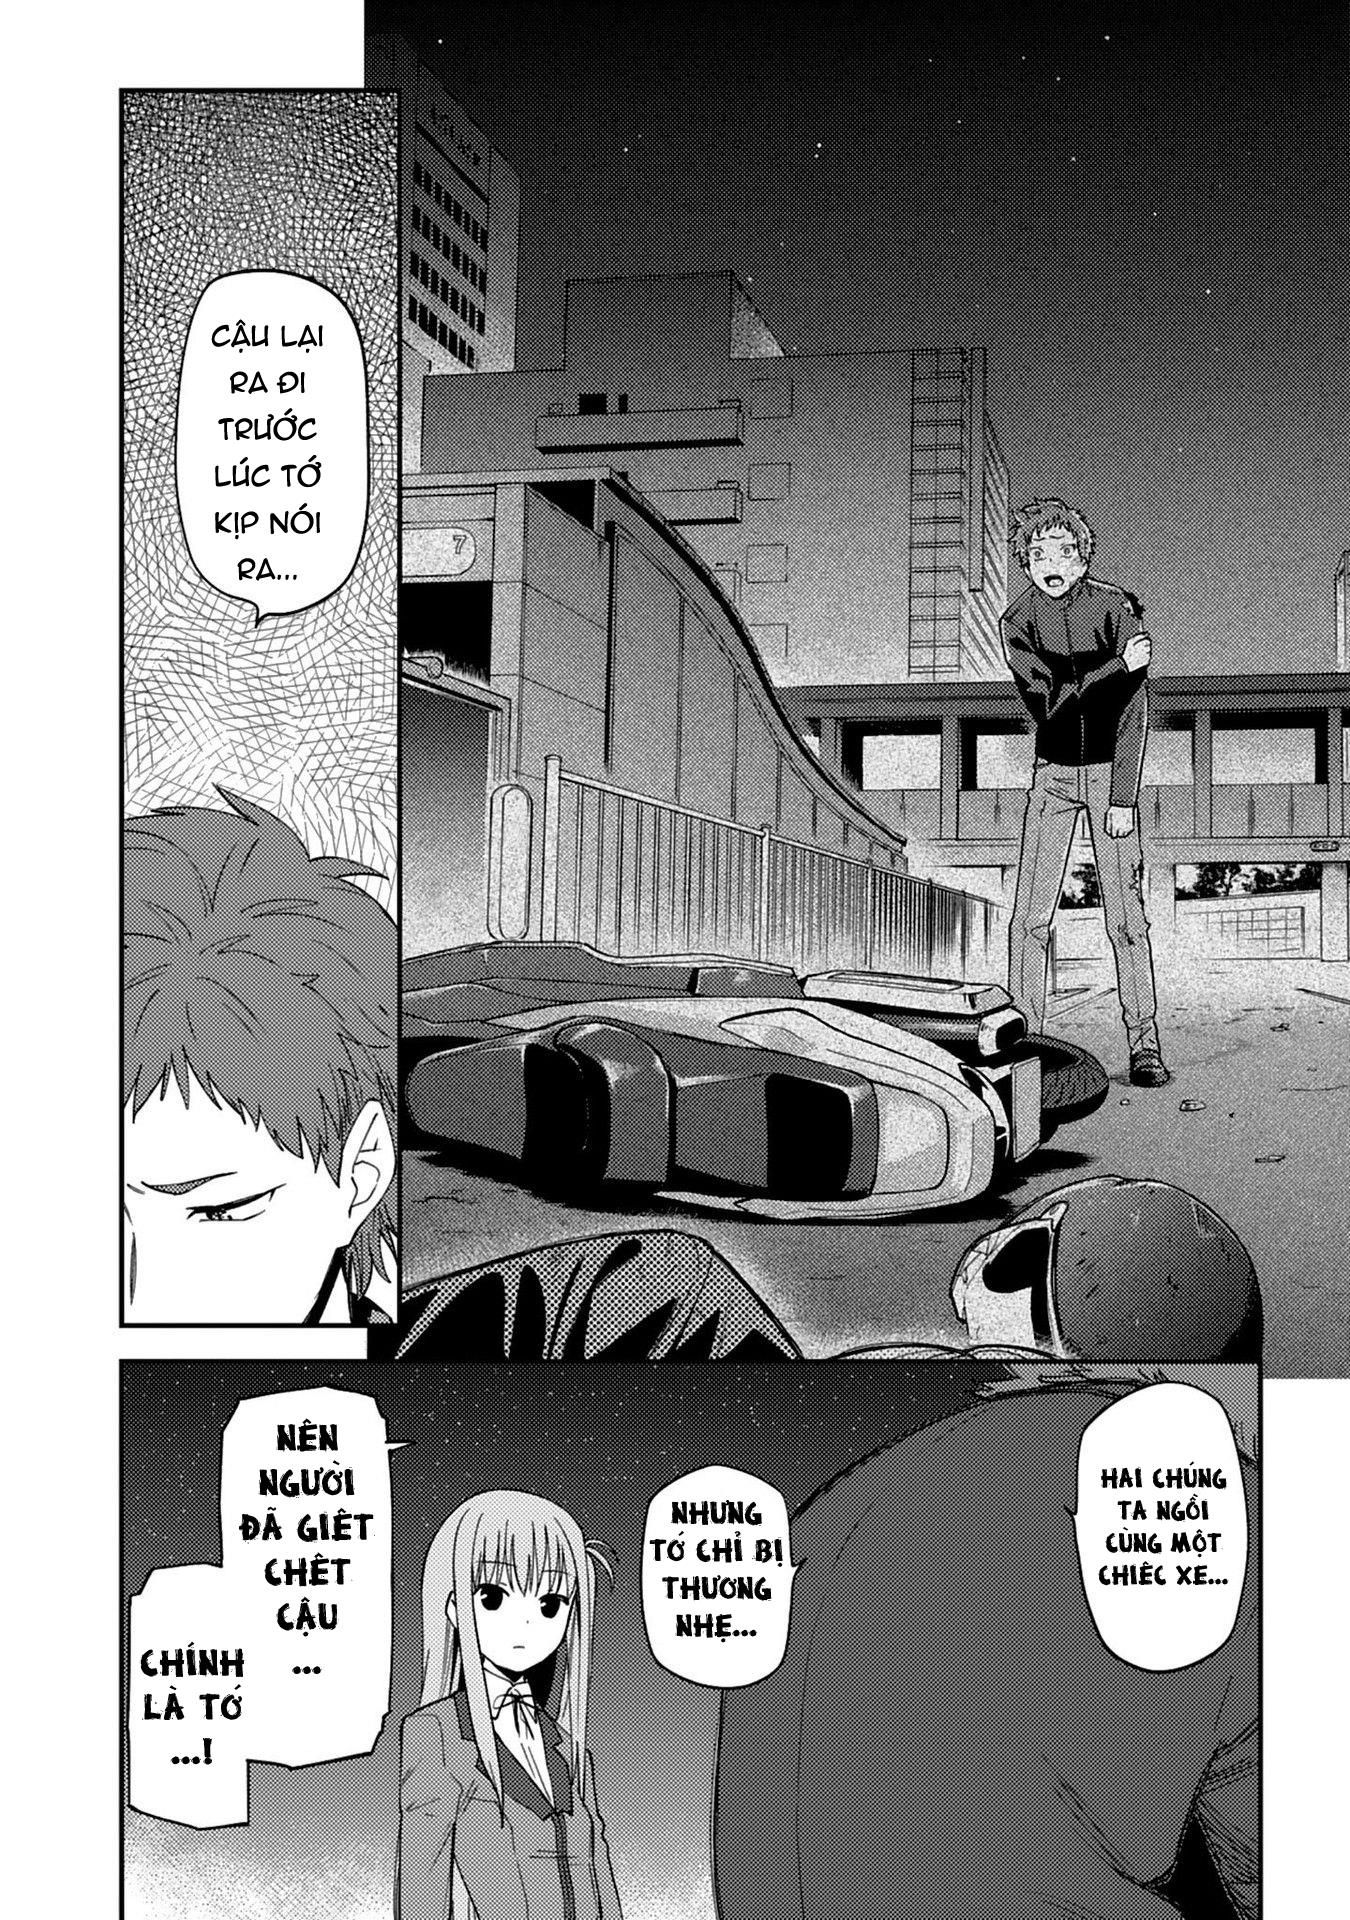 CẬU LẠI
RA ĐI
TRƯỚC
LÚC TỚ
KỊP NÓI
RA...
7
HAI CHÚNG
TA NGỒI
CÙNG MỘT
CHIẾC XE...
NHƯNG
TỚ CHỈ BỊ
THƯƠNG
NHẸ...
NÊN
NGƯỜI
ĐÃ GIẾT
CHẾT
CẬU
...
CHÍNH
LÀ TỚ
...!